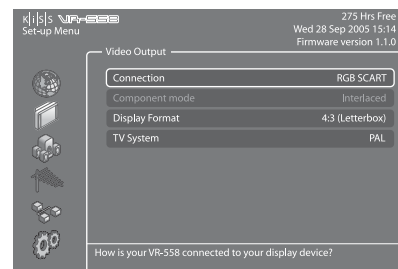 KiSS VR-558
275 Hrs Free
Set-up Menu
Wed 28 Sep 2005 15:14
Firmware version 1.1.0
Video Output
Connection RGB SCART
Component mode Interlaced
Display Format 4:3 (Letterbox)
TV System PAL
How is your VR-558 connected to your display device?